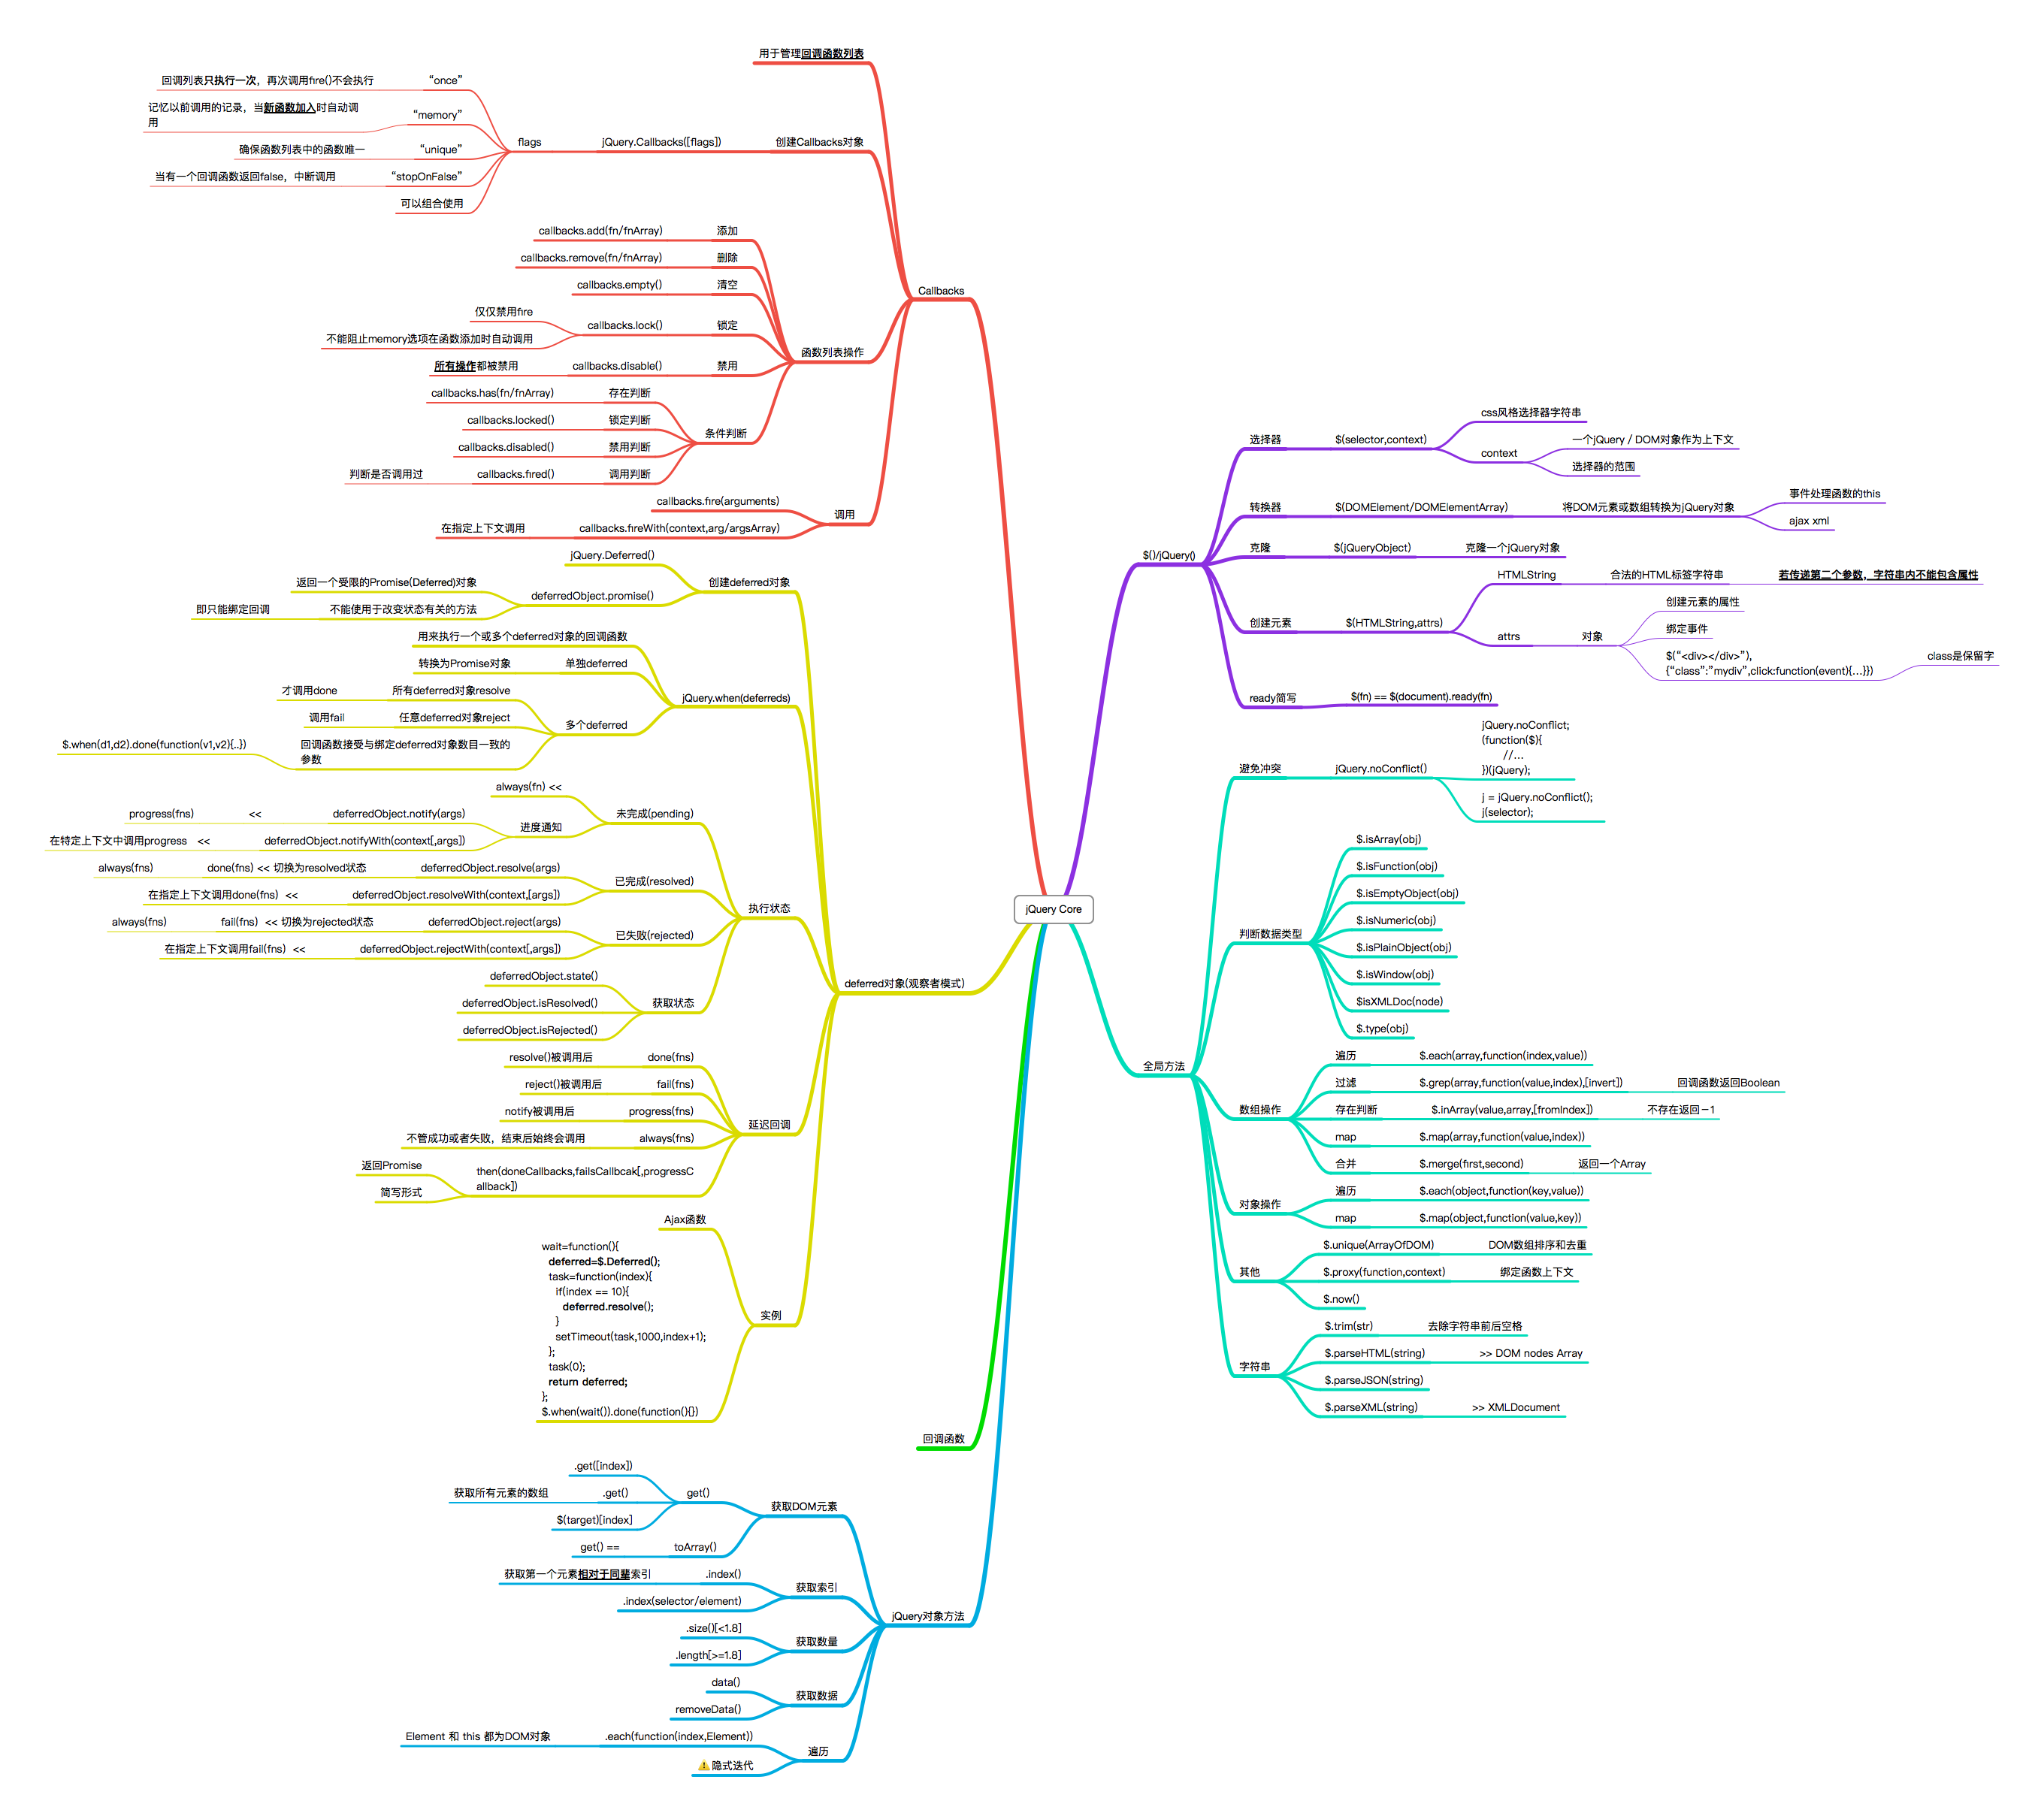 jQuery Core
Callbacks
用于管理回调函数列表
创建Callbacks对象
jQuery.Callbacks([flags])
flags
“once”
回调列表只执行一次，再次调用fire()不会执行
“memory”
记忆以前调用的记录，当新函数加入时自动调
用
“unique”
确保函数列表中的函数唯一
“stopOnFalse”
当有一个回调函数返回false，中断调用
可以组合使用
函数列表操作
添加
callbacks.add(fn/fnArray)
删除
callbacks.remove(fn/fnArray)
清空
callbacks.empty()
锁定
callbacks.lock()
仅仅禁用fire
不能阻止memory选项在函数添加时自动调用
禁用
callbacks.disable()
所有操作都被禁用
条件判断
存在判断
callbacks.has(fn/fnArray)
锁定判断
callbacks.locked()
禁用判断
callbacks.disabled()
调用判断
callbacks.fired()
判断是否调用过
调用
callbacks.fire(arguments)
callbacks.fireWith(context,arg/argsArray)
在指定上下文调用
deferred对象(观察者模式)
创建deferred对象
jQuery.Deferred()
deferredObject.promise()
返回一个受限的Promise(Deferred)对象
不能使用于改变状态有关的方法
即只能绑定回调
jQuery.when(deferreds)
用来执行一个或多个deferred对象的回调函数
单独deferred
转换为Promise对象
多个deferred
所有deferred对象resolve
才调用done
任意deferred对象reject
调用fail
回调函数接受与绑定deferred对象数目一致的
参数
$.when(d1,d2).done(function(v1,v2){..})
执行状态
未完成(pending)
always(fn) <<
进度通知
deferredObject.notify(args)
<<
progress(fns)
deferredObject.notifyWith(context[,args])
在特定上下文中调用progress <<
已完成(resolved)
deferredObject.resolve(args)
done(fns) << 切换为resolved状态
always(fns)
deferredObject.resolveWith(context,[args])
在指定上下文调用done(fns) <<
已失败(rejected)
deferredObject.reject(args)
fail(fns) << 切换为rejected状态
always(fns)
deferredObject.rejectWith(context[,args])
在指定上下文调用fail(fns) <<
获取状态
deferredObject.state()
deferredObject.isResolved()
deferredObject.isRejected()
延迟回调
done(fns)
resolve()被调用后
fail(fns)
reject()被调用后
progress(fns)
notify被调用后
always(fns)
不管成功或者失败，结束后始终会调用
then(doneCallbacks,failsCallbcak[,progressC
allback])
返回Promise
简写形式
实例
Ajax函数
wait=function(){
deferred=$.Deferred();
task=function(index){
if(index == 10){
deferred.resolve();
}
setTimeout(task,1000,index+1);
};
task(0);
return deferred;
};
$.when(wait()).done(function(){})
回调函数
jQuery对象方法
获取DOM元素
get()
.get([index])
.get()
获取所有元素的数组
$(target)[index]
toArray()
get() ==
获取索引
.index()
获取第一个元素相对于同辈索引
.index(selector/element)
获取数量
.size()[<1.8]
.length[>=1.8]
获取数据
data()
removeData()
遍历
.each(function(index,Element))
Element 和 this 都为DOM对象
隐式迭代
$()/jQuery()
选择器
$(selector,context)
css风格选择器字符串
context
一个jQuery / DOM对象作为上下文
选择器的范围
转换器
$(DOMElement/DOMElementArray)
将DOM元素或数组转换为jQuery对象
事件处理函数的this
ajax xml
克隆
$(jQueryObject)
克隆一个jQuery对象
创建元素
$(HTMLString,attrs)
HTMLString
合法的HTML标签字符串
若传递第二个参数，字符串内不能包含属性
attrs
对象
创建元素的属性
绑定事件
$(“<div></div>”),
{“class”:”mydiv”,click:function(event){...}})
class是保留字
ready简写
$(fn) == $(document).ready(fn)
全局方法
避免冲突
jQuery.noConflict()
jQuery.noConflict;
(function($){
//...
})(jQuery);
j = jQuery.noConflict();
j(selector);
判断数据类型
$.isArray(obj)
$.isFunction(obj)
$.isEmptyObject(obj)
$.isNumeric(obj)
$.isPlainObject(obj)
$.isWindow(obj)
$isXMLDoc(node)
$.type(obj)
数组操作
遍历
$.each(array,function(index,value))
过滤
$.grep(array,function(value,index),[invert])
回调函数返回Boolean
存在判断
$.inArray(value,array,[fromIndex])
不存在返回－1
map
$.map(array,function(value,index))
合并
$.merge(first,second)
返回一个Array
对象操作
遍历
$.each(object,function(key,value))
map
$.map(object,function(value,key))
其他
$.unique(ArrayOfDOM)
DOM数组排序和去重
$.proxy(function,context)
绑定函数上下文
$.now()
字符串
$.trim(str)
去除字符串前后空格
$.parseHTML(string)
>> DOM nodes Array
$.parseJSON(string)
$.parseXML(string)
>> XMLDocument